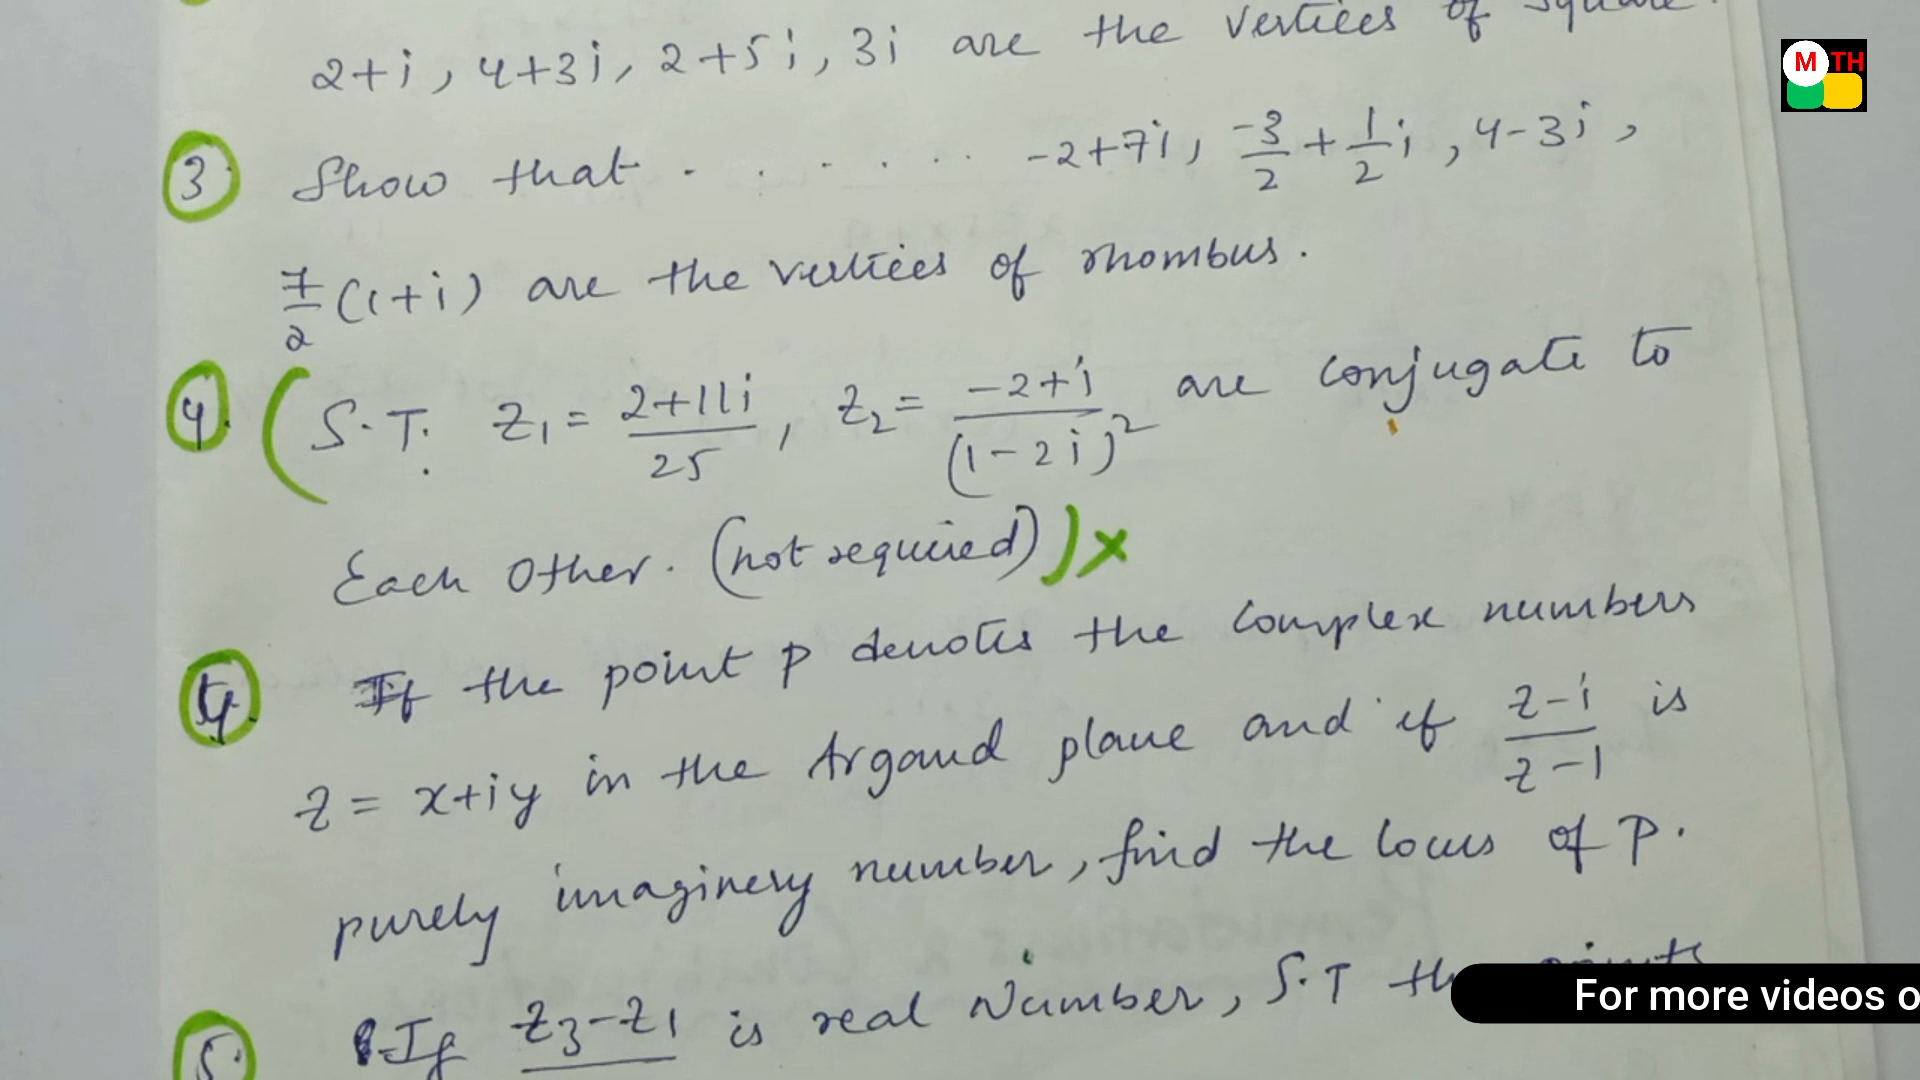 2+i, 4+3i, 2+5i, 3i are the vertices of square.
3. Show that ...... -2+7i, -3/2 + 1/2 i, 4-3i,
7/2 (1+i) are the vertices of rhombus.
4. (S.T. Z₁ = 2+11i/25, Z₂ = -2+i/(1-2i)² are conjugate to
Each Other. (not required)) ×
4. If the point P denotes the complex numbers
z = x+iy in the Argand plane and if z-i/z-1 is
purely imaginery number, find the locus of P.
5. If z₃-z₁ is real Number, S.T the points
M TH
For more videos o